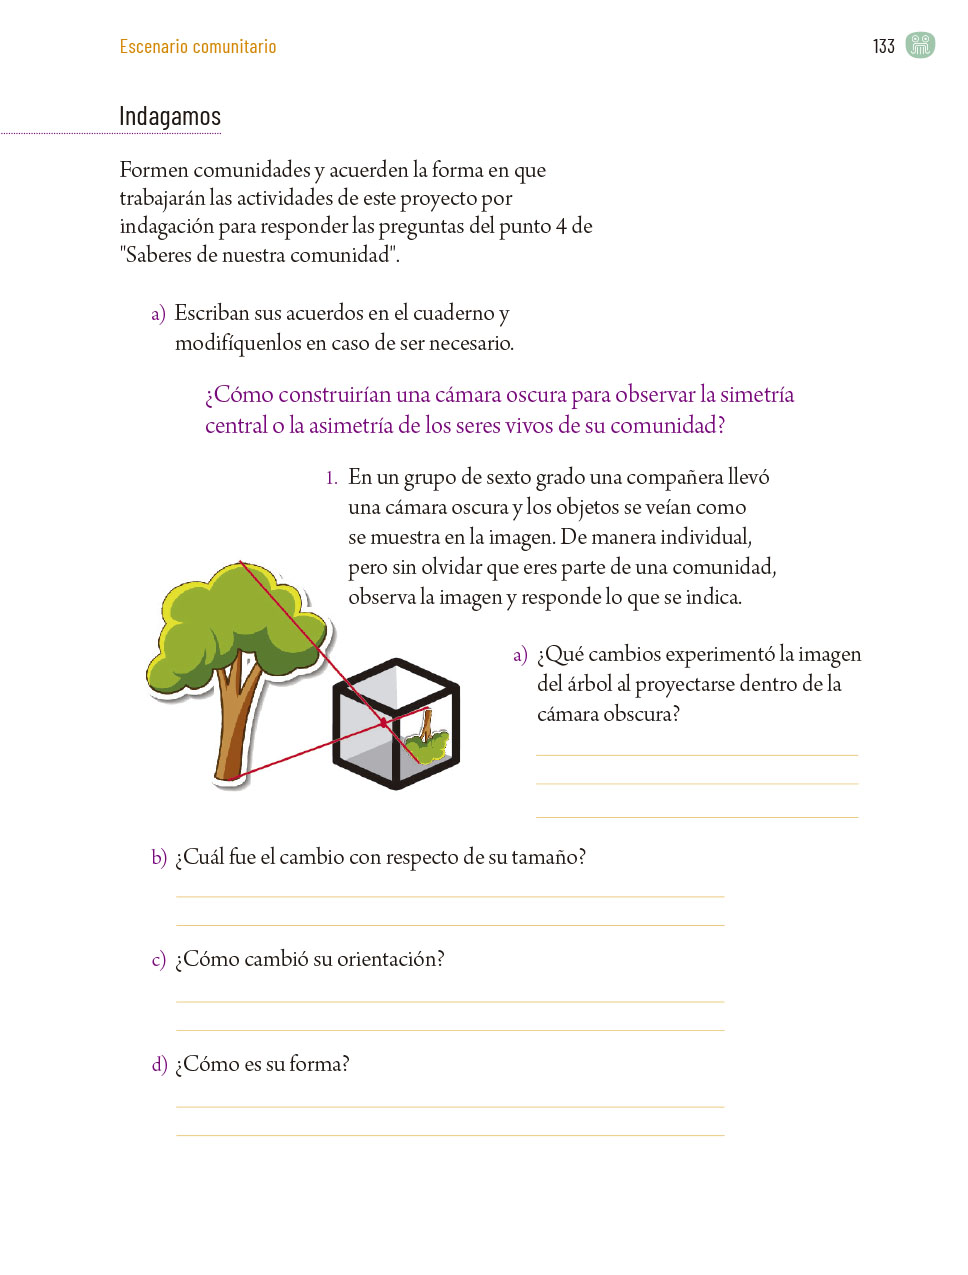 Escenario comunitario
133
Indagamos
Formen comunidades y acuerden la forma en que
trabajarán las actividades de este proyecto por
indagación para responder las preguntas del punto 4 de
"Saberes de nuestra comunidad".
a) Escriban sus acuerdos en el cuaderno y
modifíquenlos en caso de ser necesario.
¿Cómo construirían una cámara oscura para observar la simetría
central o la asimetría de los seres vivos de su comunidad?
1. En un grupo de sexto grado una compañera llevó
una cámara oscura y los objetos se veían como
se muestra en la imagen. De manera individual,
pero sin olvidar que eres parte de una comunidad,
observa la imagen y responde lo que se indica.
a) ¿Qué cambios experimentó la imagen
del árbol al proyectarse dentro de la
cámara obscura?
b) ¿Cuál fue el cambio con respecto de su tamaño?
c) ¿Cómo cambió su orientación?
d) ¿Cómo es su forma?